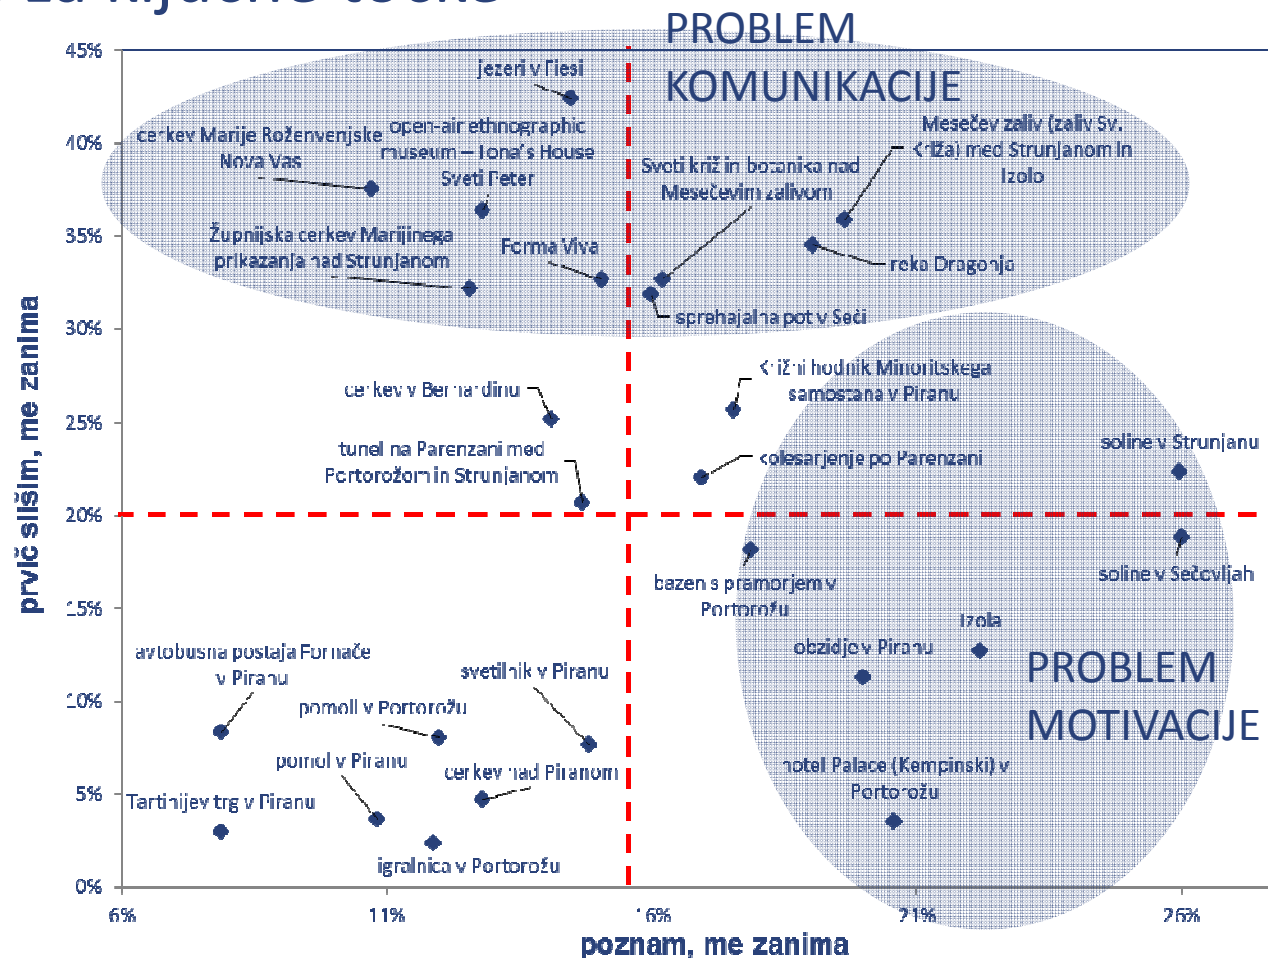 za ključne točke
PROBLEM
KOMUNIKACIJE
45%
40%
35%
30%
25%
20%
15%
10%
5%
0%
prvič slišim, me zanima
jezeri v Fiesi
cerkev Marije Roženvenjske
Nova Vas
open-air ethnographic
museum – Tona's House
Sveti Peter
Mesečev zaliv (zaliv Sv.
Križa) med Strunjanom in
Izolo
Sveti križ in botanika nad
Mesečevim zalivom
Župnijska cerkev Marijinega
prikazanja nad Strunjanom
Forma Viva
reka Dragonja
sprehajalna pot v Seči
cerkev v Bernardinu
Križni hodnik Minoritskega
samostana v Piranu
tunel na Parenzani med
Portorožom in Strunjanom
kolesarjenje po Parenzani
soline v Strunjanu
bazen s pramorjem v
Portorožu
soline v Sečovljah
Izola
obzidje v Piranu
PROBLEM
MOTIVACIJE
avtobusna postaja Fornače
v Piranu
svetilnik v Piranu
pomoli v Portorožu
pomol v Piranu
cerkev nad Piranom
hotel Palace (Kempinski) v
Portorožu
Tartinijev trg v Piranu
igralnica v Portorožu
6%
11%
16%
21%
26%
poznam, me zanima